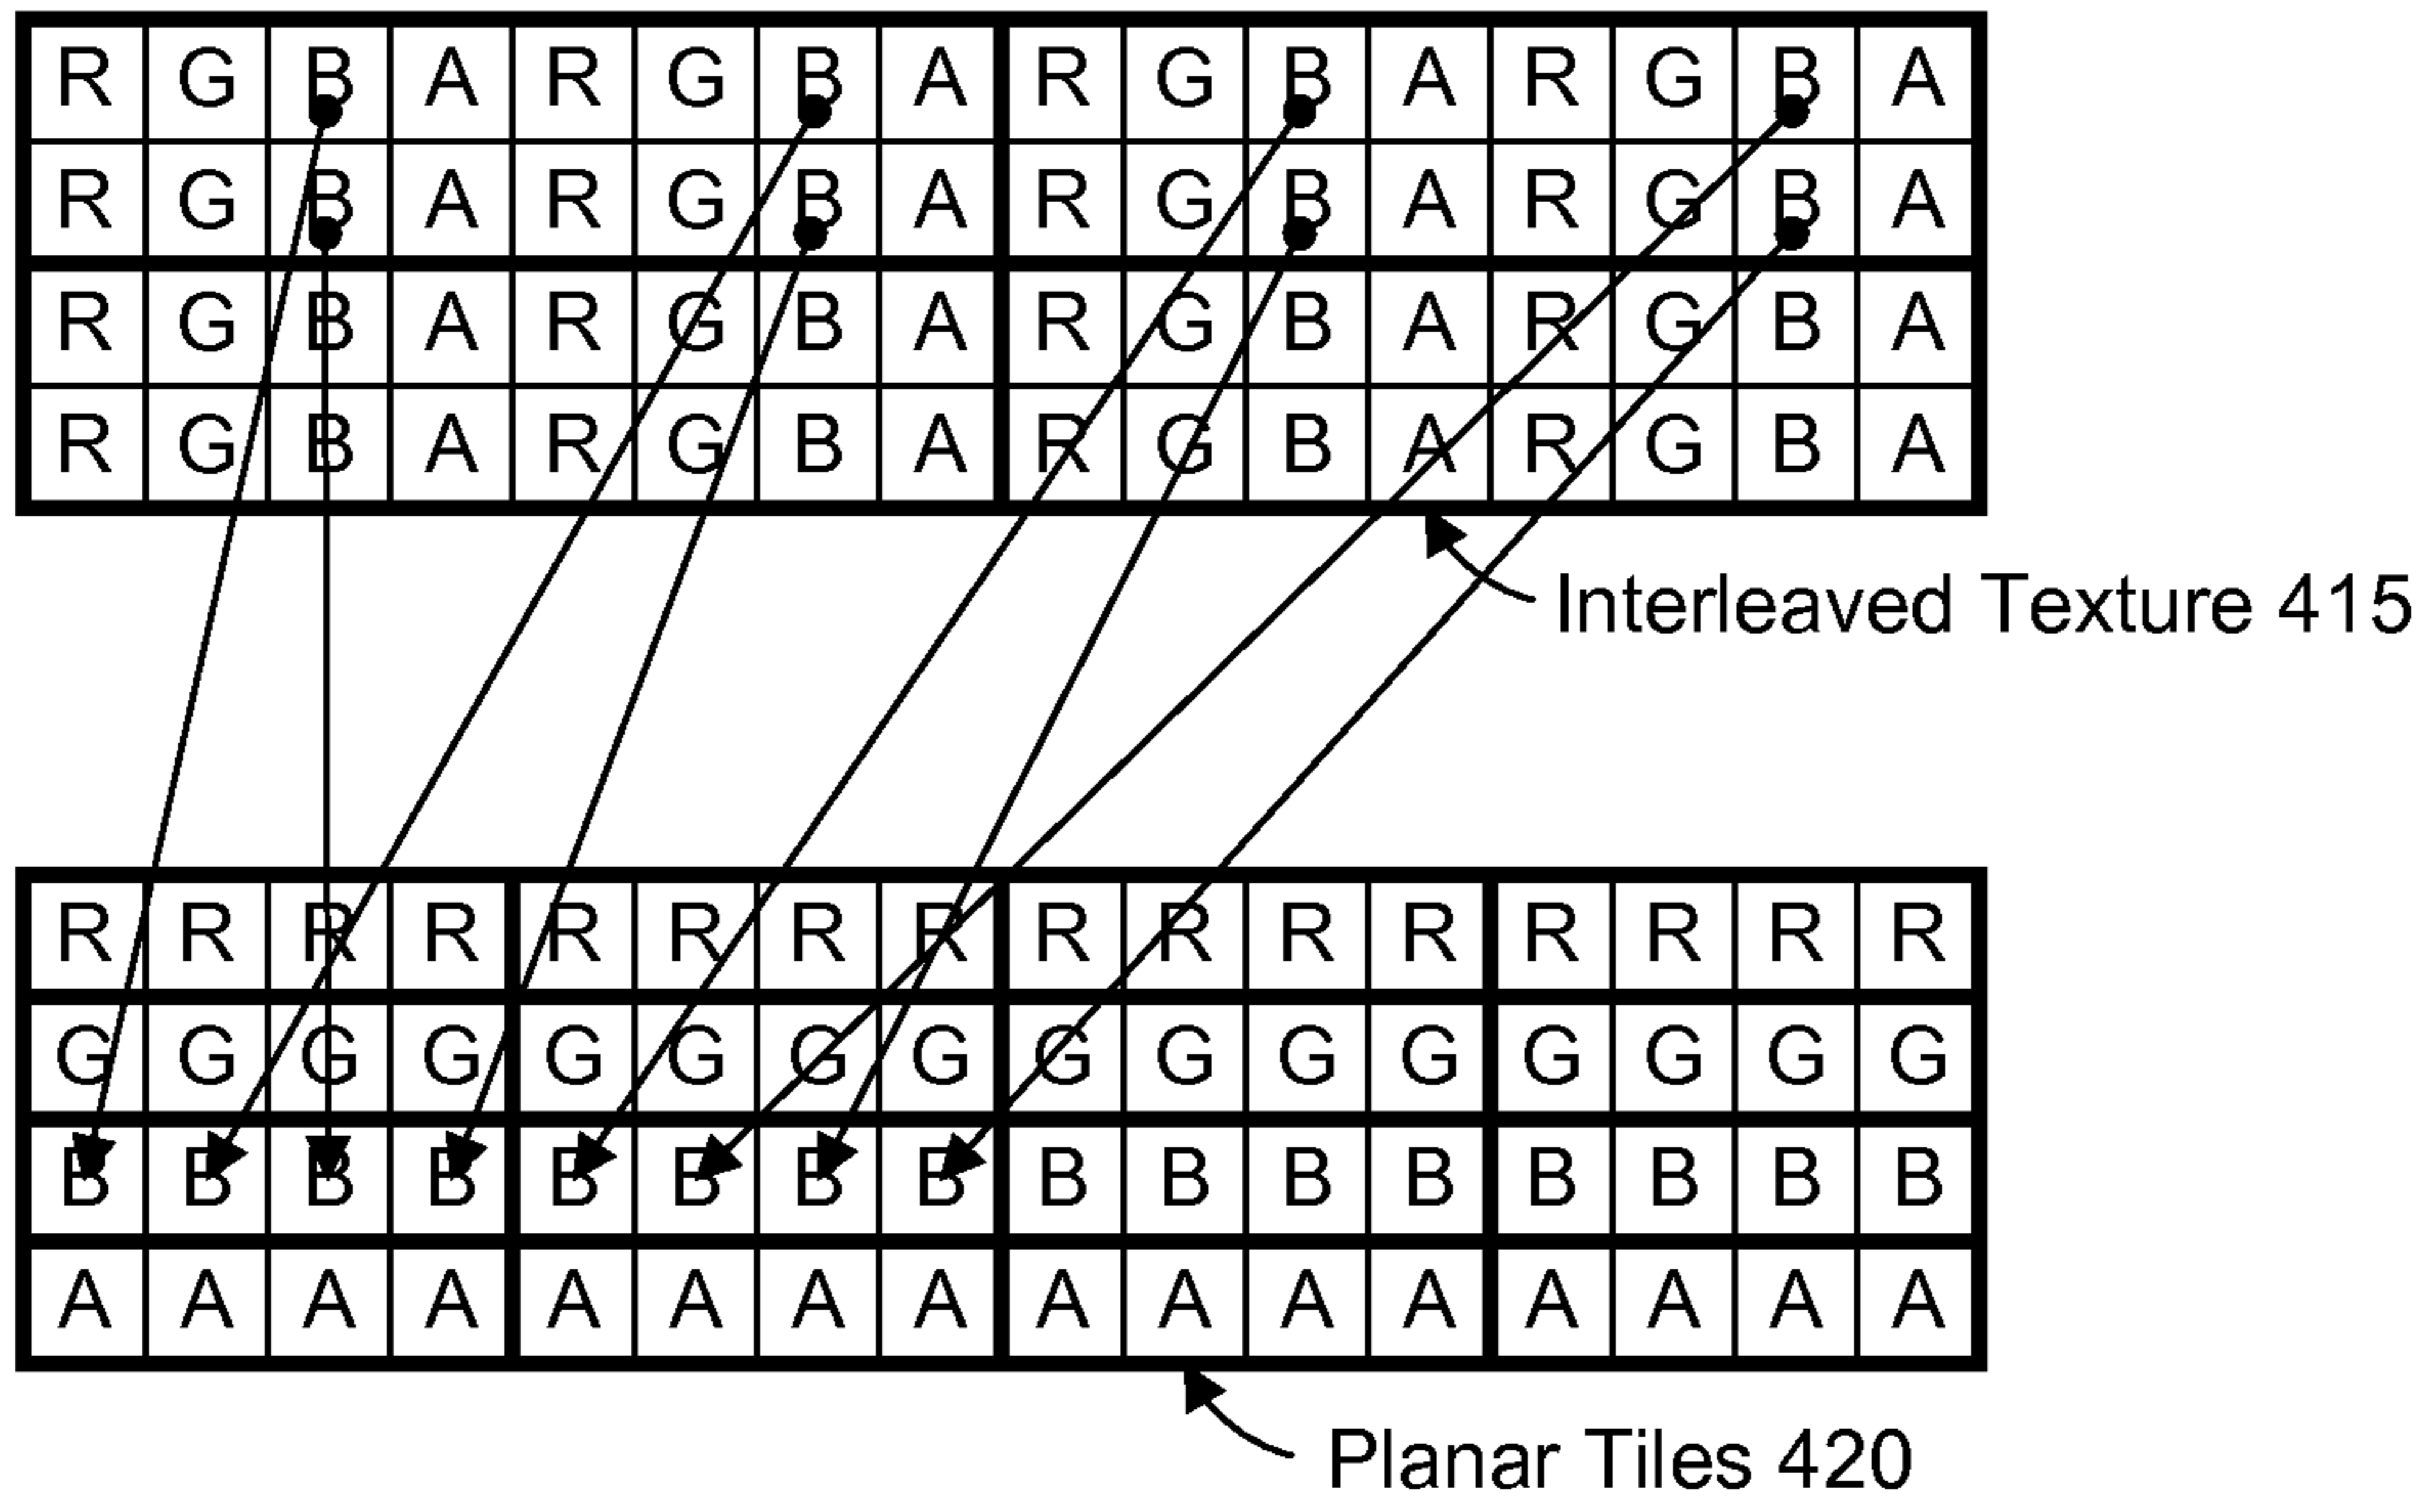 R G B A R G B A R G B A R G B A
R G B A R G B A R G B A R G B A
R G B A R G B A R G B A R G B A
R G B A R G B A R G B A R G B A
Interleaved Texture 415
R R R R R R R R R R R R R R R R
G G G G G G G G G G G G G G G G
B B B B B B B B B B B B B B B B
A A A A A A A A A A A A A A A A
Planar Tiles 420